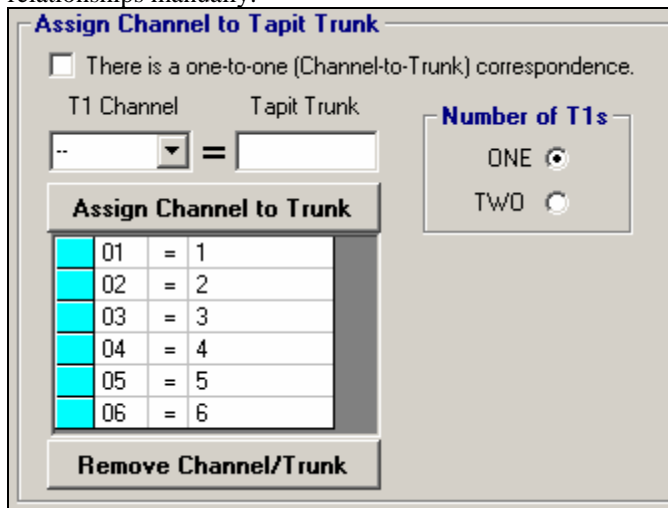 relationships manually.
Assign Channel to Tapit Trunk
There is a one-to-one (Channel-to-Trunk) correspondence.
T1 Channel Tapit Trunk
-- =
Number of T1s
ONE
TWO
Assign Channel to Trunk
01 = 1
02 = 2
03 = 3
04 = 4
05 = 5
06 = 6
Remove Channel/Trunk